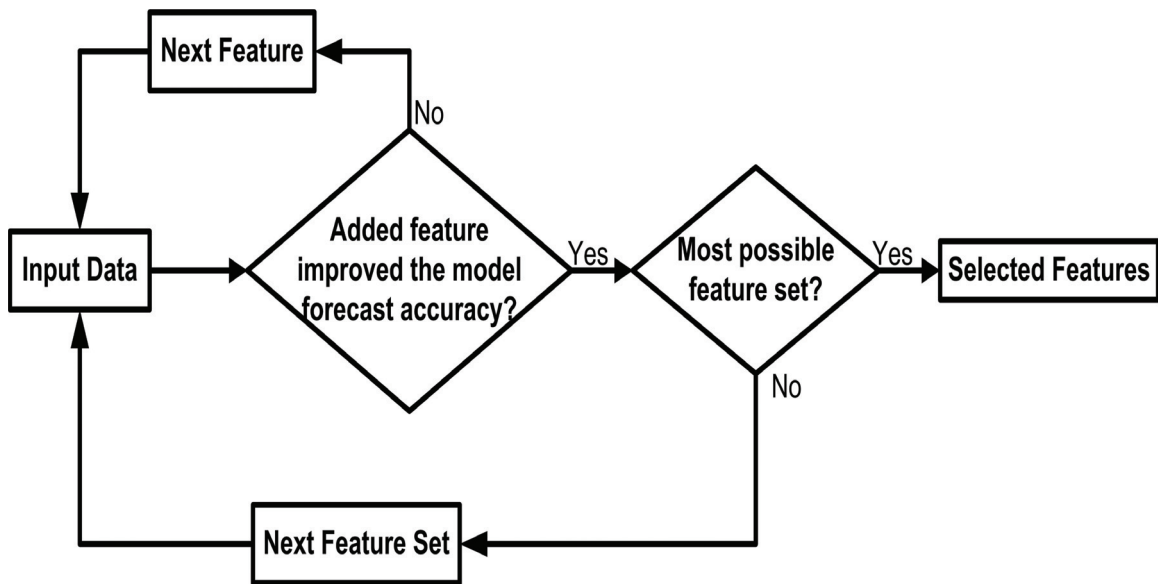 Next Feature
No
Added feature
improved the model
forecast accuracy?
Yes
Most possible
feature set?
Yes
Selected Features
Input Data
No
Next Feature Set